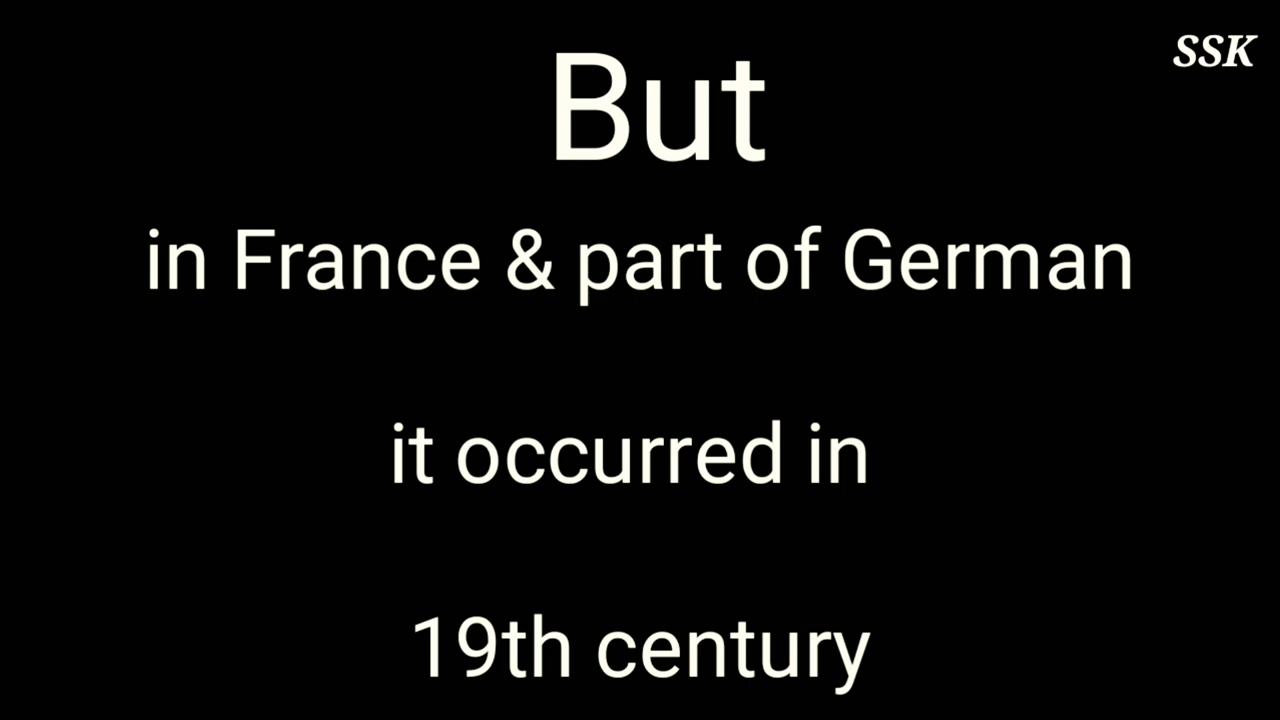 SSK
But
in France & part of German
it occurred in
19th century